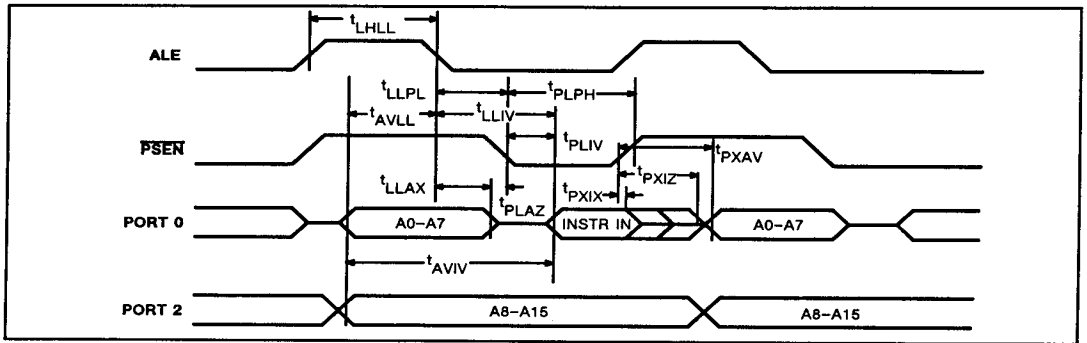 tLHLL
ALE
tLLPL
tPLPH
tAVLL
tLLIV
PSEN
tPLIV
tPXAV
tLLAX
tPXIZ
tPXIX
tPLAZ
PORT 0
A0–A7
INSTR IN
A0–A7
tAVIV
PORT 2
A8–A15
A8–A15